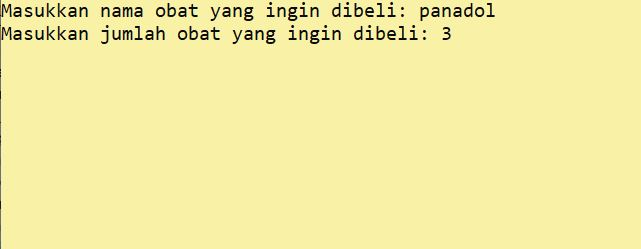 Masukkan nama obat yang ingin dibeli: panadol
Masukkan jumlah obat yang ingin dibeli: 3